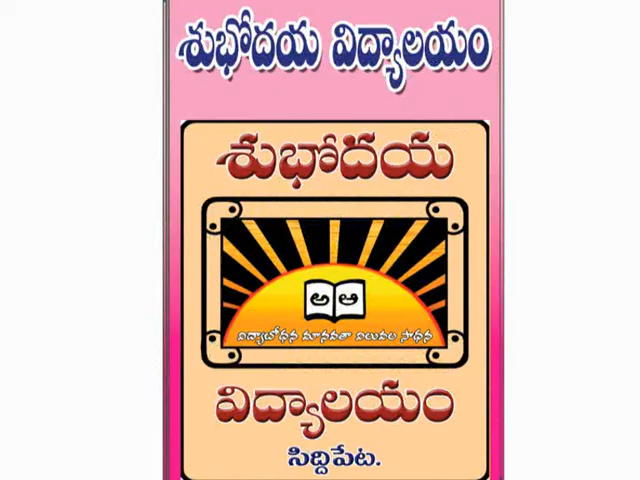 శుభోదయ విద్యాలయం
శుభోదయ
అ ఆ
విద్యాబోధన మానవతా విలువల సాధన
విద్యాలయం
సిద్దిపేట.